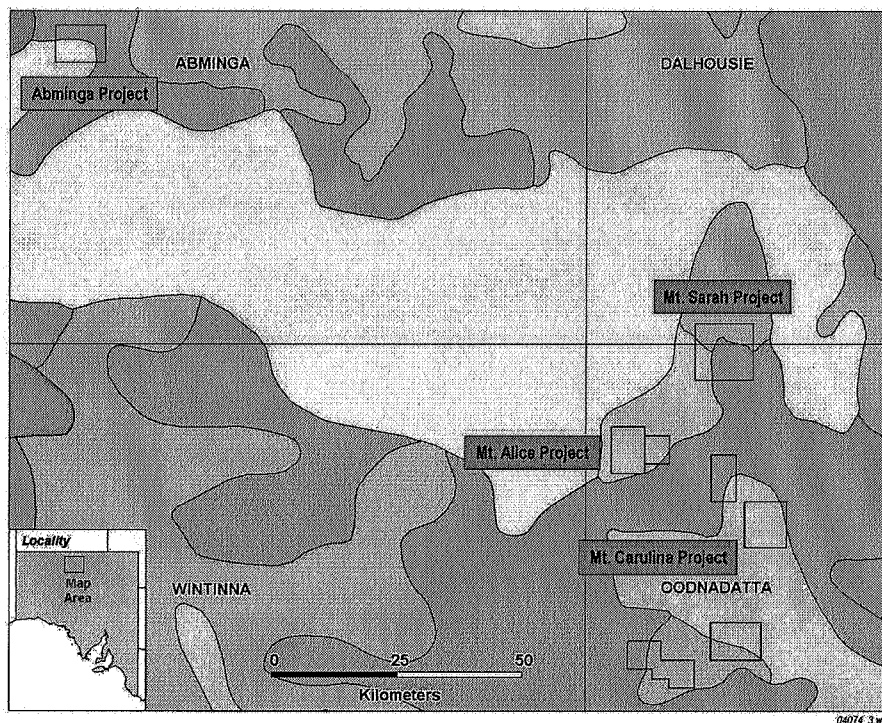 ABMINGA
DALHOUSIE
Abminga Project
Mt. Sarah Project
Mt. Alice Project
Mt. Carulina Project
Locality
Map
Area
WINTINNA
OODNADATTA
0 25 50
Kilometers